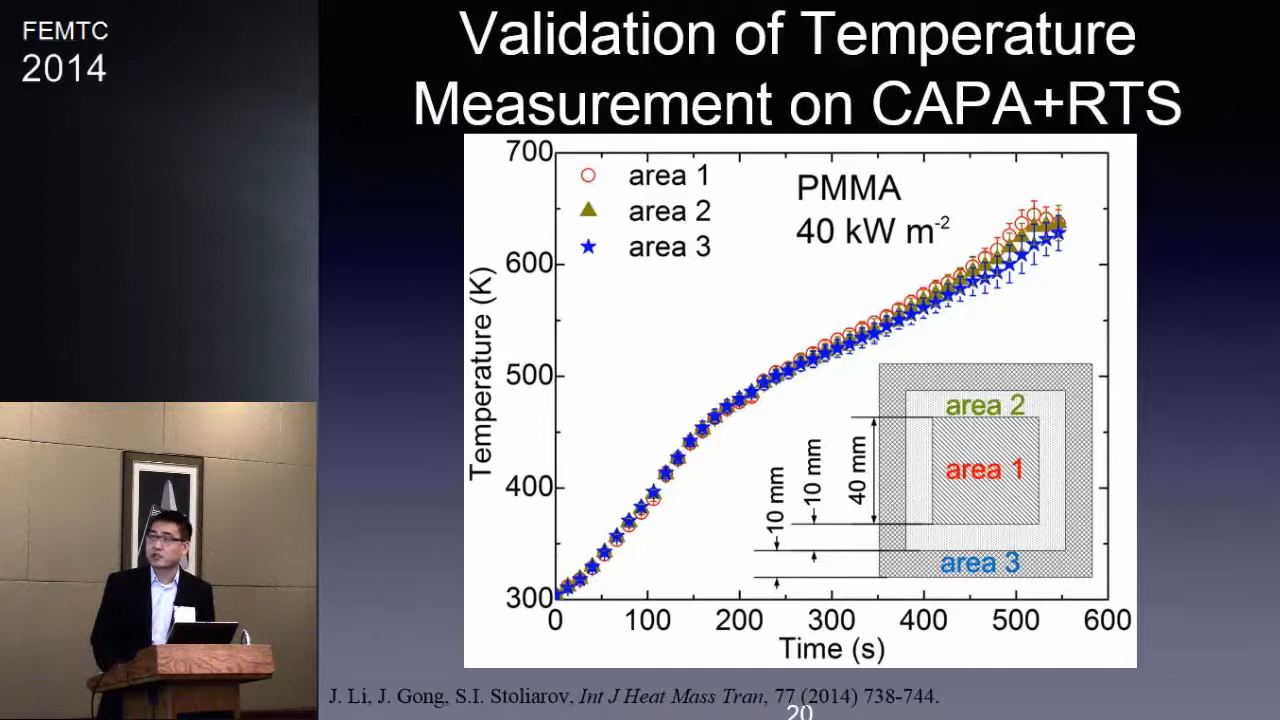 FEMTC
2014
Validation of Temperature
Measurement on CAPA+RTS
700
600
500
400
300
0
100
200
300
400
500
600
Temperature (K)
Time (s)
area 1
area 2
area 3
PMMA
40 kW m⁻²
area 2
area 1
area 3
10 mm
10 mm
40 mm
J. Li, J. Gong, S.I. Stoliarov, Int J Heat Mass Tran, 77 (2014) 738-744.
20